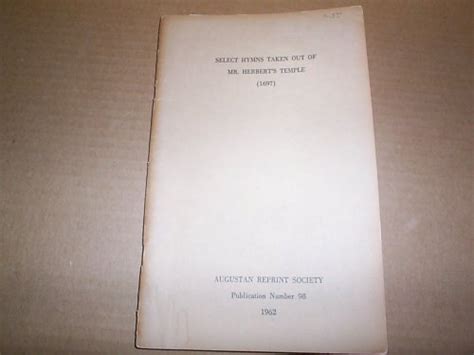 SELECT HYMNS TAKEN OUT OF
MR. HERBERT'S TEMPLE
(1697)
AUGUSTAN REPRINT SOCIETY
Publication Number 98
1962